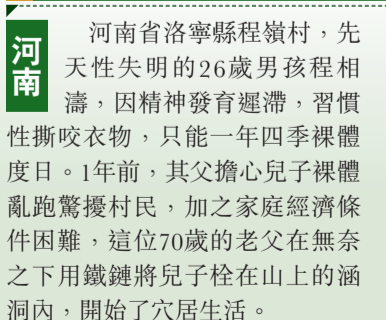 河南
河南省洛寧縣程嶺村，先
天性失明的26歲男孩程相
濤，因精神發育遲滯，習慣
性撕咬衣物，只能一年四季裸體
度日。1年前，其父擔心兒子裸體
亂跑驚擾村民，加之家庭經濟條
件困難，這位70歲的老父在無奈
之下用鐵鏈將兒子栓在山上的涵
洞內，開始了穴居生活。